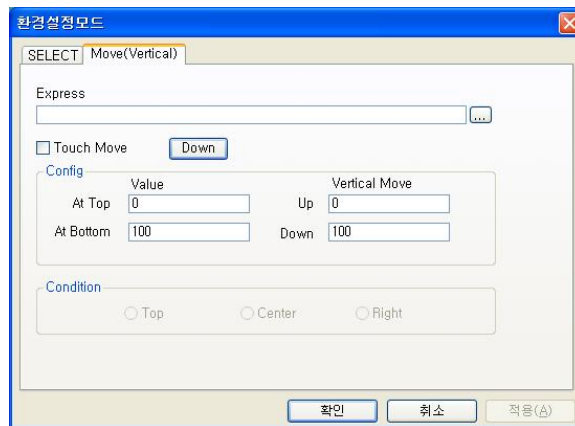 환경설정모드
SELECT Move(Vertical)
Express
...
Touch Move Down
Config
Value Vertical Move
At Top 0 Up 0
At Bottom 100 Down 100
Condition
Top Center Right
확인 취소 적용(A)